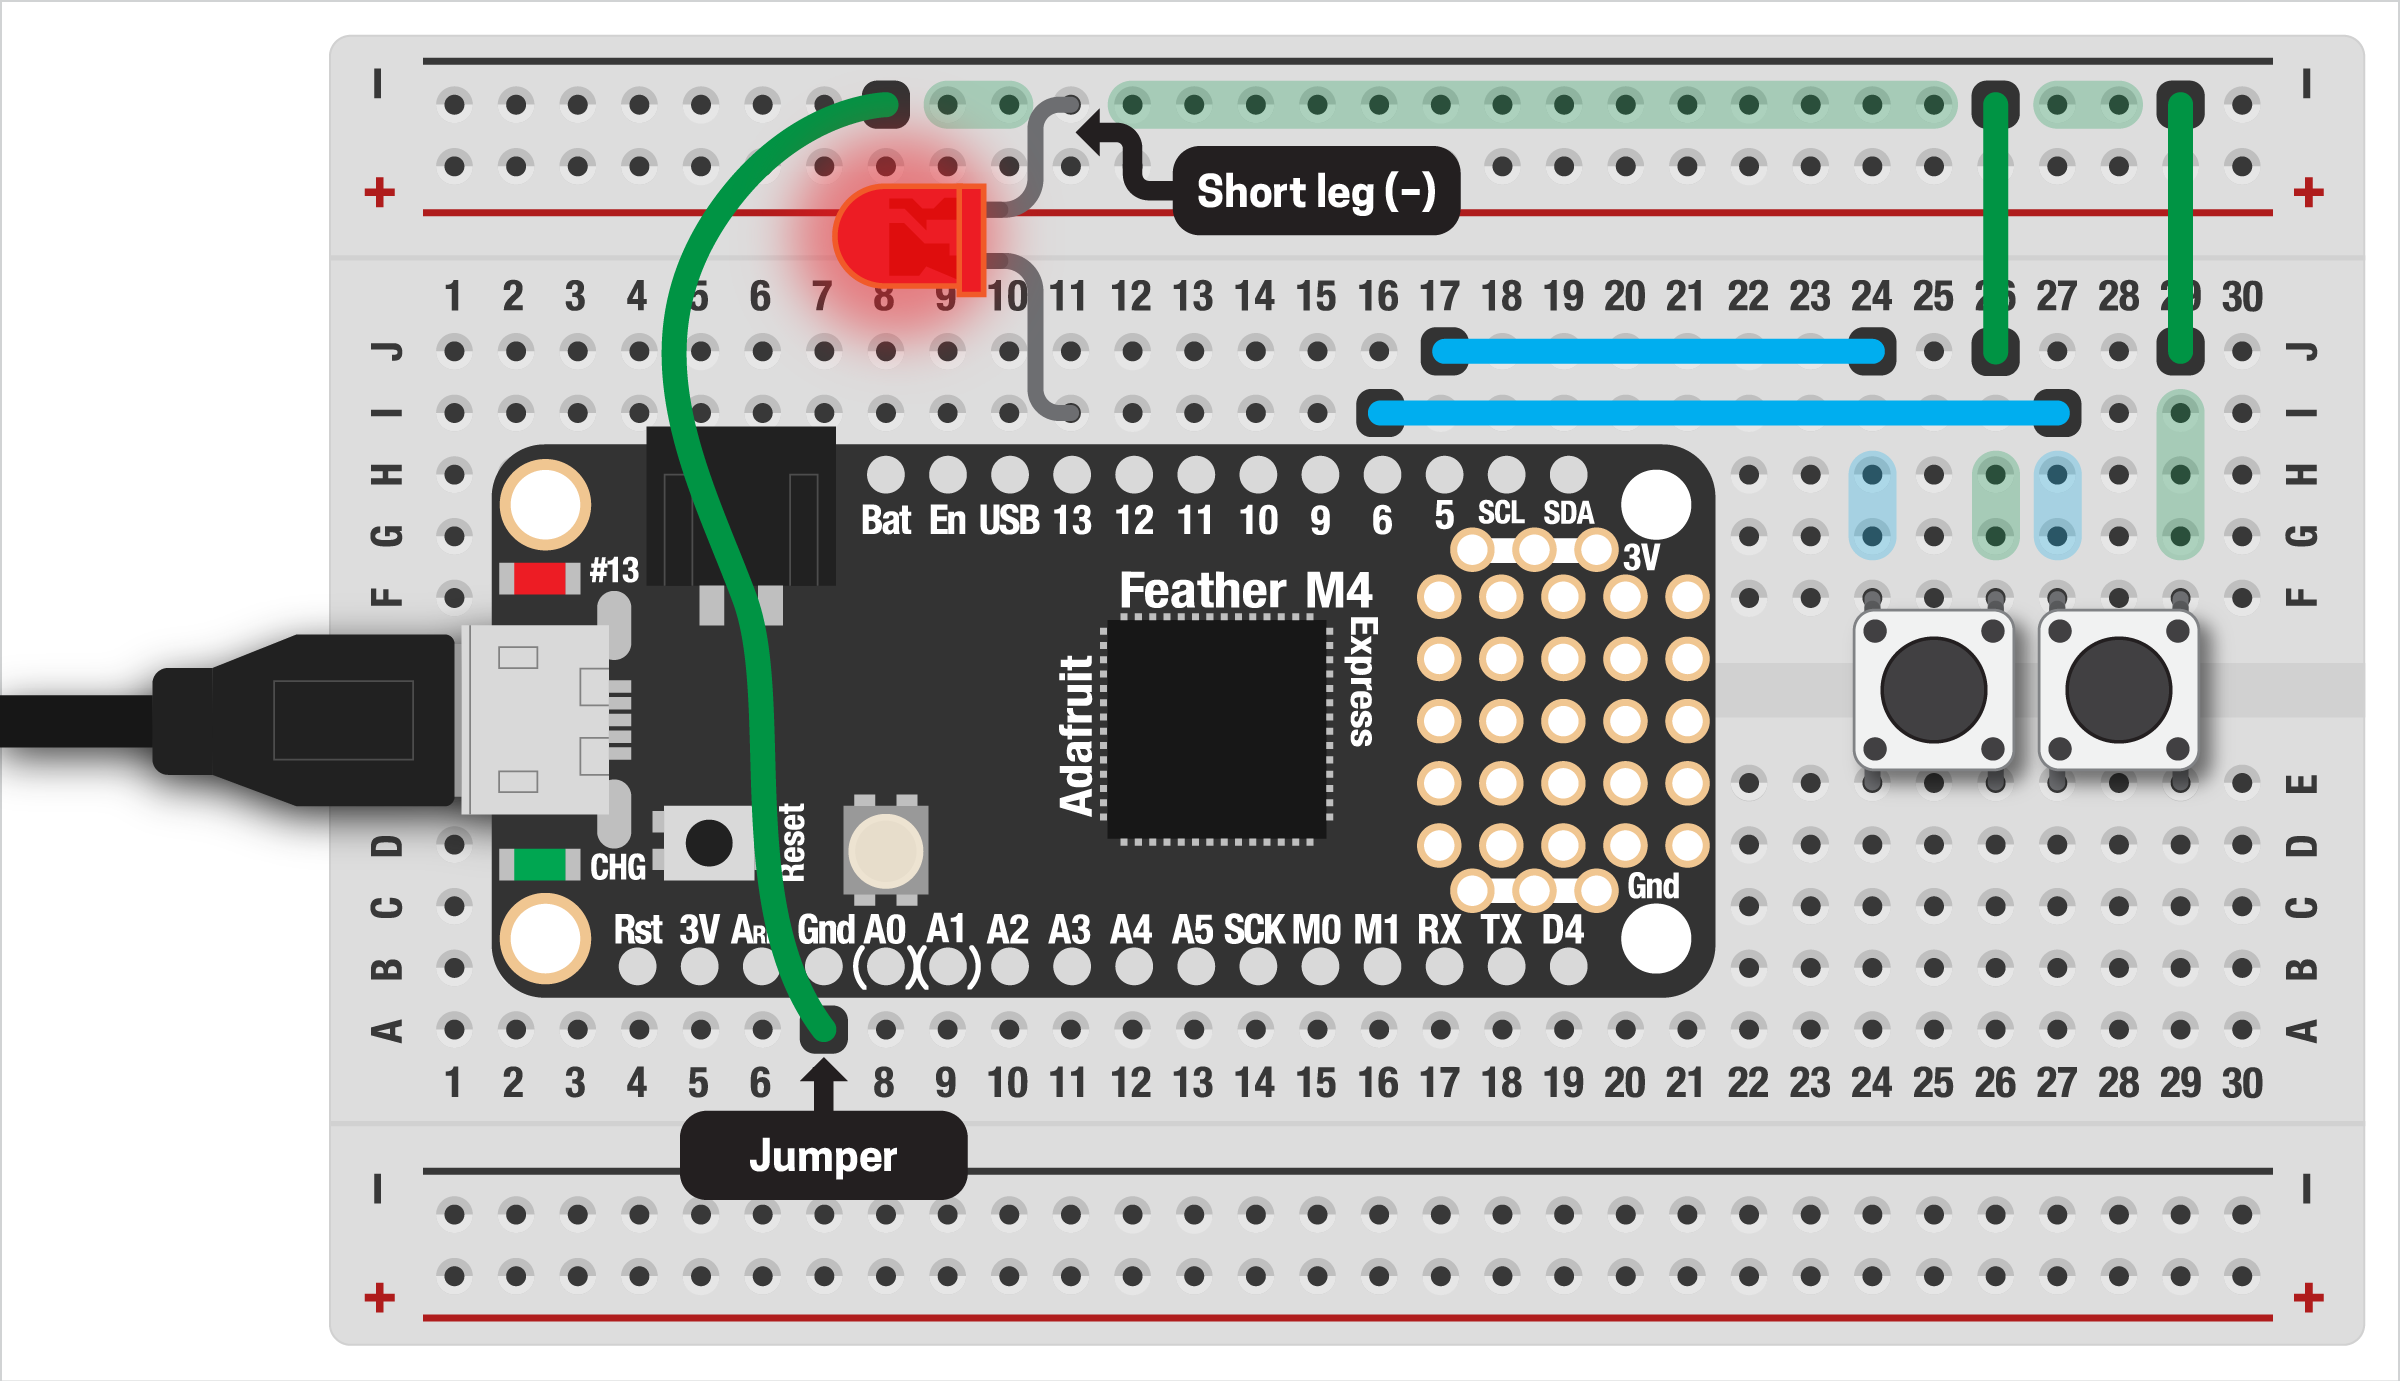 – –
+ Short leg (–) +
1 2 3 4 5 6 7 8 9 10 11 12 13 14 15 16 17 18 19 20 21 22 23 24 25 26 27 28 29 30
J J
I I
H H
Bat En USB 13 12 11 10 9 6 5 SCL SDA
G G
3V
#13
Feather M4
F F
Express
Adafruit
E
Reset
D D
CHG
Gnd
C C
Rst 3V Gnd A0 A1 A2 A3 A4 A5 SCK M0 M1 RX TX D4
B ( )( ) B
A A
1 2 3 4 5 6 8 9 10 11 12 13 14 15 16 17 18 19 20 21 22 23 24 25 26 27 28 29 30
Jumper
– –
+ +